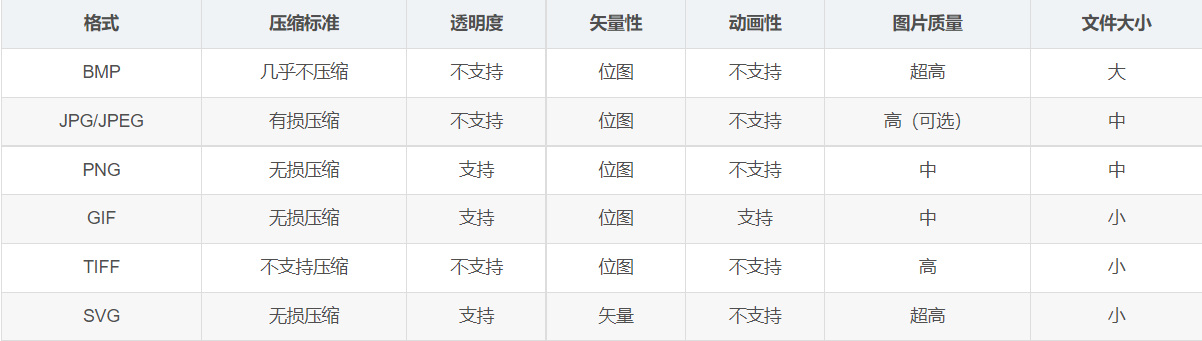 格式 压缩标准 透明度 矢量性 动画性 图片质量 文件大小
BMP 几乎不压缩 不支持 位图 不支持 超高 大
JPG/JPEG 有损压缩 不支持 位图 不支持 高（可选） 中
PNG 无损压缩 支持 位图 不支持 中 中
GIF 无损压缩 支持 位图 支持 中 小
TIFF 不支持压缩 不支持 位图 不支持 高 小
SVG 无损压缩 支持 矢量 不支持 超高 小